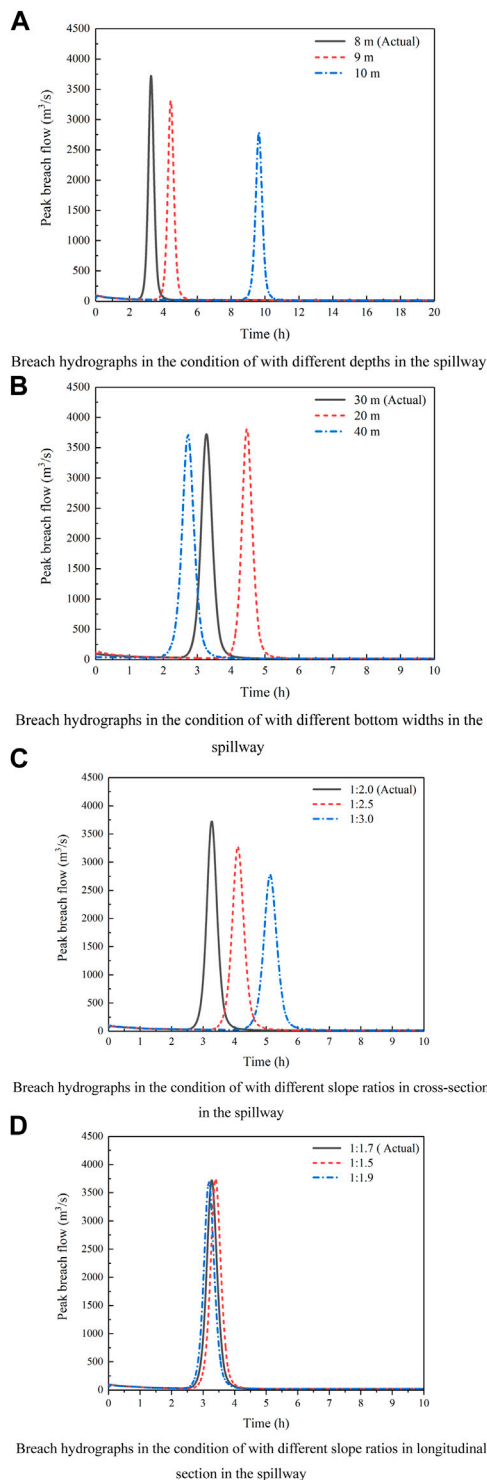 A
4500
4000
3500
3000
2500
2000
1500
1000
500
0
Peak breach flow (m³/s)
8 m (Actual)
9 m
10 m
0 2 4 6 8 10 12 14 16 18 20
Time (h)
Breach hydrographs in the condition of with different depths in the spillway
B
4500
4000
3500
3000
2500
2000
1500
1000
500
0
Peak breach flow (m³/s)
30 m (Actual)
20 m
40 m
0 1 2 3 4 5 6 7 8 9 10
Time (h)
Breach hydrographs in the condition of with different bottom widths in the
spillway
C
4500
4000
3500
3000
2500
2000
1500
1000
500
0
Peak breach flow (m³/s)
1:2.0 (Actual)
1:2.5
1:3.0
0 1 2 3 4 5 6 7 8 9 10
Time (h)
Breach hydrographs in the condition of with different slope ratios in cross-section
in the spillway
D
4500
4000
3500
3000
2500
2000
1500
1000
500
0
Peak breach flow (m³/s)
1:1.7 ( Actual)
1:1.5
1:1.9
0 1 2 3 4 5 6 7 8 9 10
Time (h)
Breach hydrographs in the condition of with different slope ratios in longitudinal
section in the spillway